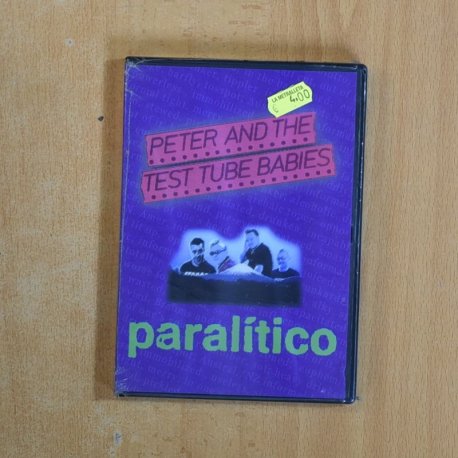 LA METRALLETA
€ 4.00
PETER AND THE
TEST TUBE BABIES
paralítico